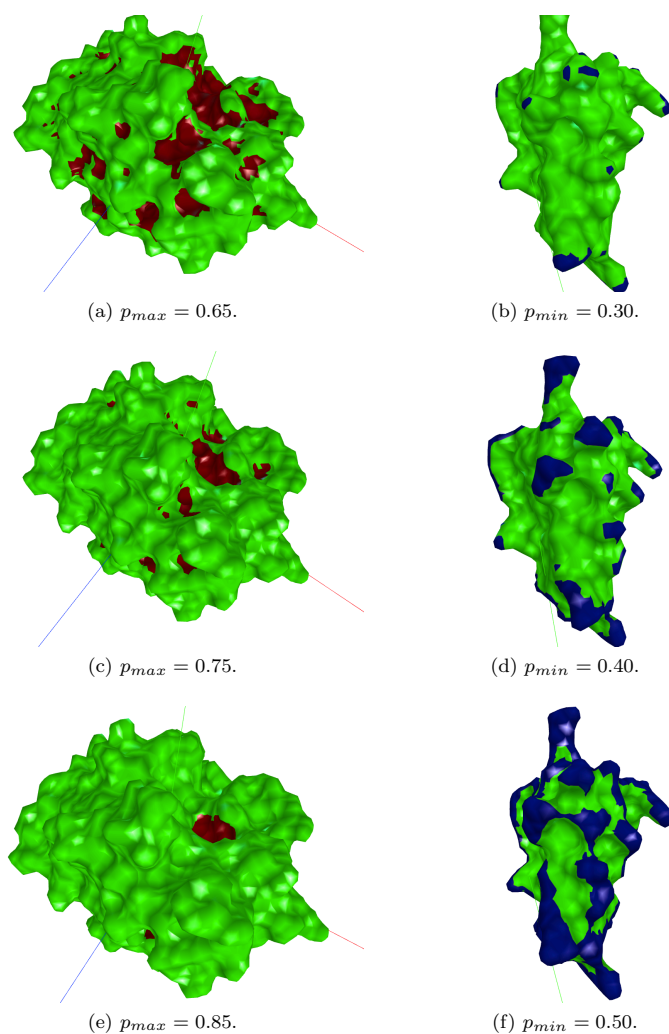 (a) p_{max} = 0.65.
(b) p_{min} = 0.30.
(c) p_{max} = 0.75.
(d) p_{min} = 0.40.
(e) p_{max} = 0.85.
(f) p_{min} = 0.50.